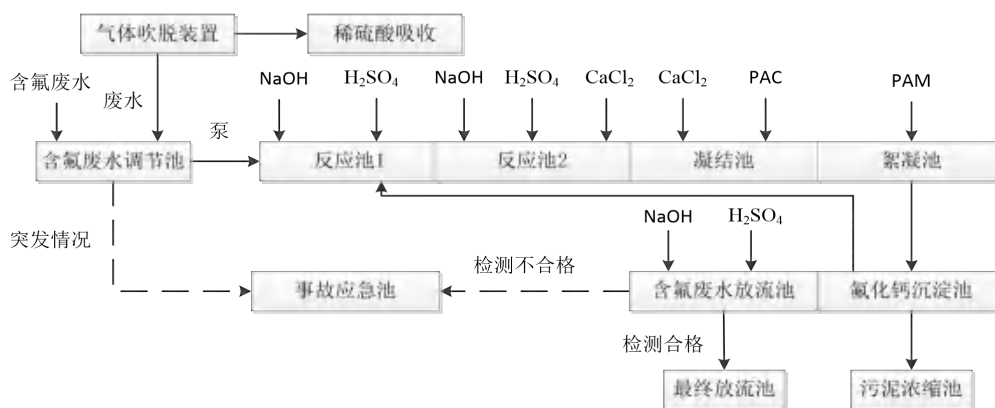 气体吹脱装置
稀硫酸吸收
含氟废水
废水
NaOH
H₂SO₄
NaOH
H₂SO₄
CaCl₂
CaCl₂
PAC
PAM
泵
含氟废水调节池
反应池1
反应池2
凝结池
絮凝池
突发情况
NaOH
H₂SO₄
检测不合格
事故应急池
含氟废水放流池
氟化钙沉淀池
检测合格
最终放流池
污泥浓缩池